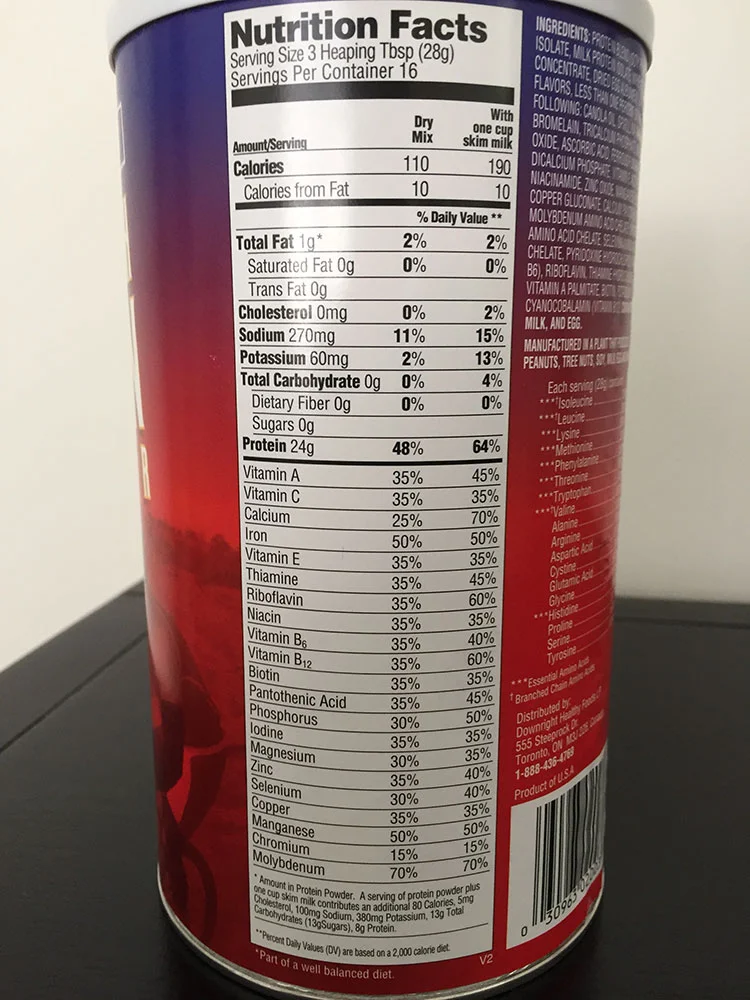 Nutrition Facts
Serving Size 3 Heaping Tbsp (28g)
Servings Per Container 16
Amount/Serving Dry Mix With one cup skim milk
Calories 110 190
Calories from Fat 10 10
% Daily Value **
Total Fat 1g* 2% 2%
Saturated Fat 0g 0% 0%
Trans Fat 0g
Cholesterol 0mg 0% 2%
Sodium 270mg 11% 15%
Potassium 60mg 2% 13%
Total Carbohydrate 0g 0% 4%
Dietary Fiber 0g 0% 0%
Sugars 0g
Protein 24g 48% 64%
Vitamin A 35% 45%
Vitamin C 35% 35%
Calcium 25% 70%
Iron 50% 50%
Vitamin E 35% 35%
Thiamine 35% 45%
Riboflavin 35% 60%
Niacin 35% 35%
Vitamin B6 35% 40%
Vitamin B12 35% 60%
Biotin 35% 35%
Pantothenic Acid 35% 45%
Phosphorus 30% 50%
Iodine 35% 35%
Magnesium 30% 35%
Zinc 35% 40%
Selenium 30% 40%
Copper 35% 35%
Manganese 50% 50%
Chromium 15% 15%
Molybdenum 70% 70%
* Amount in Protein Powder. A serving of protein powder plus
one cup skim milk contributes an additional 80 Calories, 5mg
Cholesterol, 100mg Sodium, 380mg Potassium, 13g Total
Carbohydrates (13gSugars), 8g Protein.
**Percent Daily Values (DV) are based on a 2,000 calorie diet.
*Part of a well balanced diet.
V2
INGREDIENTS: PROTEIN
ISOLATE, MILK PROTEIN
CONCENTRATE, DRIED
FLAVORS, LESS THAN
FOLLOWING: CANOLA OIL
BROMELAIN, TRICALCIUM
OXIDE, ASCORBIC ACID
DICALCIUM PHOSPHATE
NIACINAMIDE, ZINC OXIDE
COPPER GLUCONATE
MOLYBDENUM AMINO ACID
AMINO ACID CHELATE
CHELATE, PYRIDOXINE
B6), RIBOFLAVIN, THIAMINE
VITAMIN A PALMITATE, BIOTIN
CYANOCOBALAMIN (VITAMIN
MILK, AND EGG.
MANUFACTURED IN A PLANT THAT
PEANUTS, TREE NUTS, SOY, MILK
Each serving (28g)
***†Isoleucine
***†Leucine
***Lysine
***Methionine
***Phenylalanine
***Threonine
***Tryptophan
***†Valine
Alanine
Arginine
Aspartic Acid
Cystine
Glutamic Acid
Glycine
***Histidine
Proline
Serine
Tyrosine
***Essential Amino Acids
† Branched Chain Amino Acids
Distributed by:
Downright Healthy Foods
555 Steeprock Dr.
Toronto, ON M3J
1-888-436-4769
Product of U.S.A